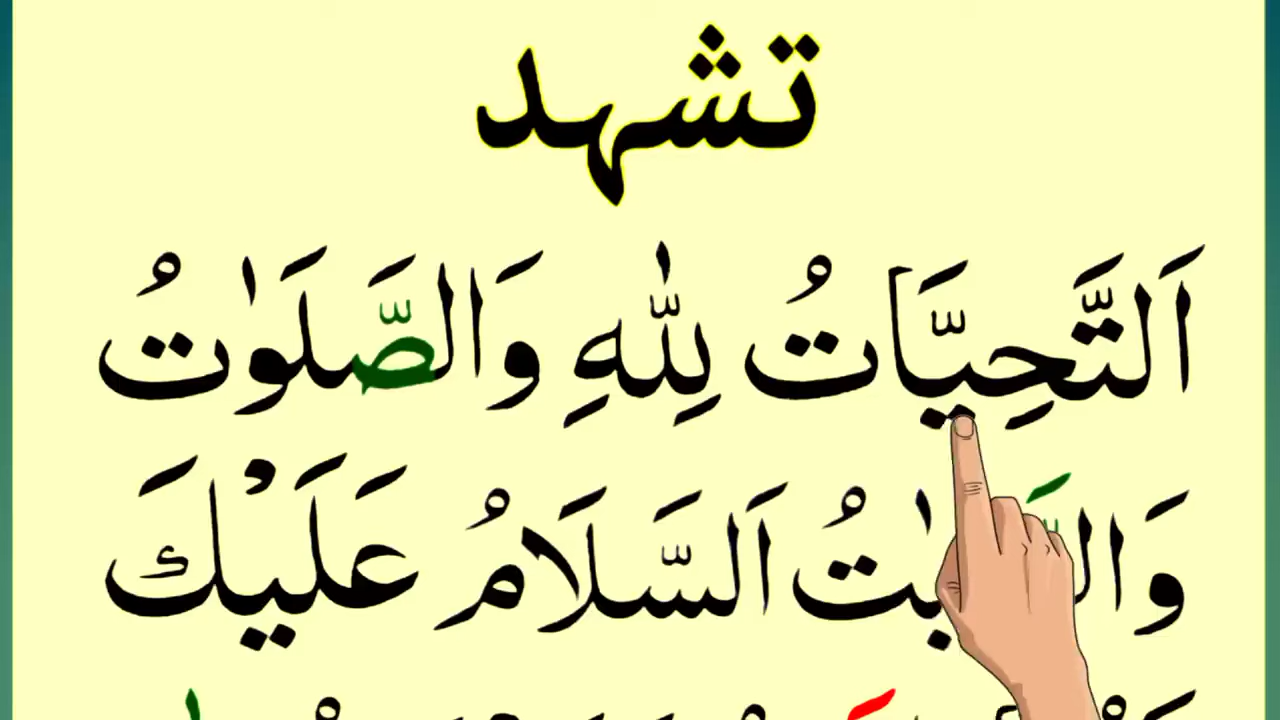 تشهد
اَلتَّحِيَّاتُ لِلّٰهِ وَالصَّلَوٰتُ
اَلسَّلَامُ عَلَيْكَ